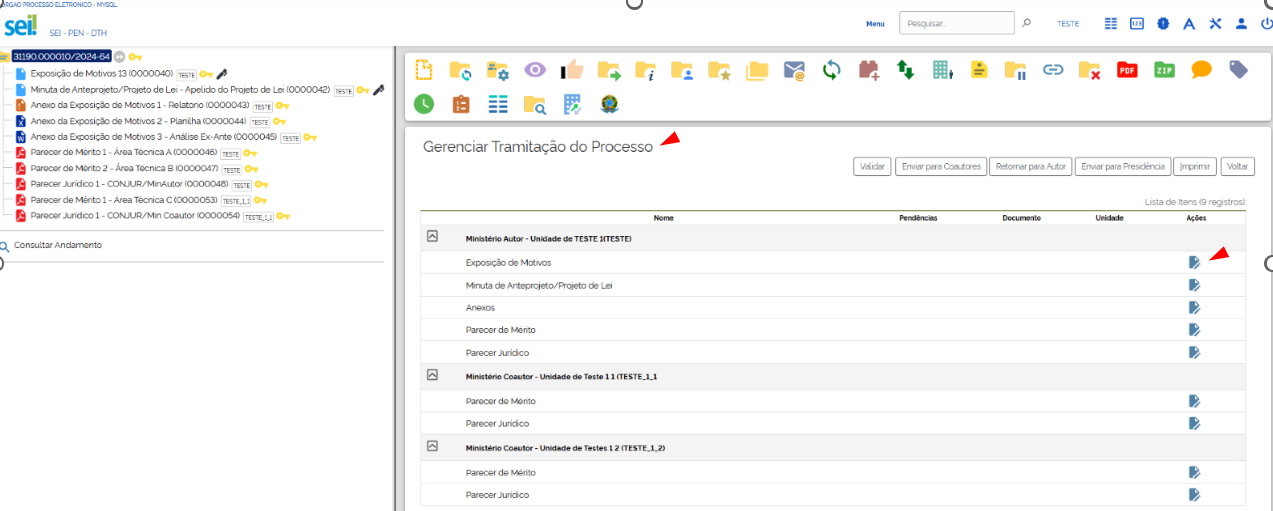 ÓRGAO PROCESSO ELETRONICO - MYSQL
sei!
SEI - PEN - DTH
Menu
Pesquisar...
TESTE
31190.000010/2024-64
Exposição de Motivos 13 (0000040) TESTE
Minuta de Anteprojeto/Projeto de Lei - Apelido do Projeto de Lei (0000042) TESTE
Anexo da Exposição de Motivos 1 - Relatorio (0000043) TESTE
Anexo da Exposição de Motivos 2 - Planilha (0000044) TESTE
Anexo da Exposição de Motivos 3 - Análise Ex-Ante (0000045) TESTE
Parecer de Mérito 1 - Área Técnica A (0000046) TESTE
Parecer de Mérito 2 - Área Técnica B (0000047) TESTE
Parecer Jurídico 1 - CONJUR/MinAutor (0000048) TESTE
Parecer de Mérito 1 - Área Técnica C (0000053) TESTE_1_1
Parecer Jurídico 1 - CONJUR/Min Coautor (0000054) TESTE_1_1
Consultar Andamento
PDF
ZIP
Gerenciar Tramitação do Processo
Validar
Enviar para Coautores
Retornar para Autor
Enviar para Presidência
Imprimir
Voltar
Lista de Itens (9 registros):
Nome Pendências Documento Unidade Ações
Ministério Autor - Unidade de TESTE 1(TESTE)
Exposição de Motivos
Minuta de Anteprojeto/Projeto de Lei
Anexos
Parecer de Mérito
Parecer Jurídico
Ministério Coautor - Unidade de Teste 1 1 (TESTE_1_1
Parecer de Mérito
Parecer Jurídico
Ministério Coautor - Unidade de Testes 1 2 (TESTE_1_2)
Parecer de Mérito
Parecer Jurídico